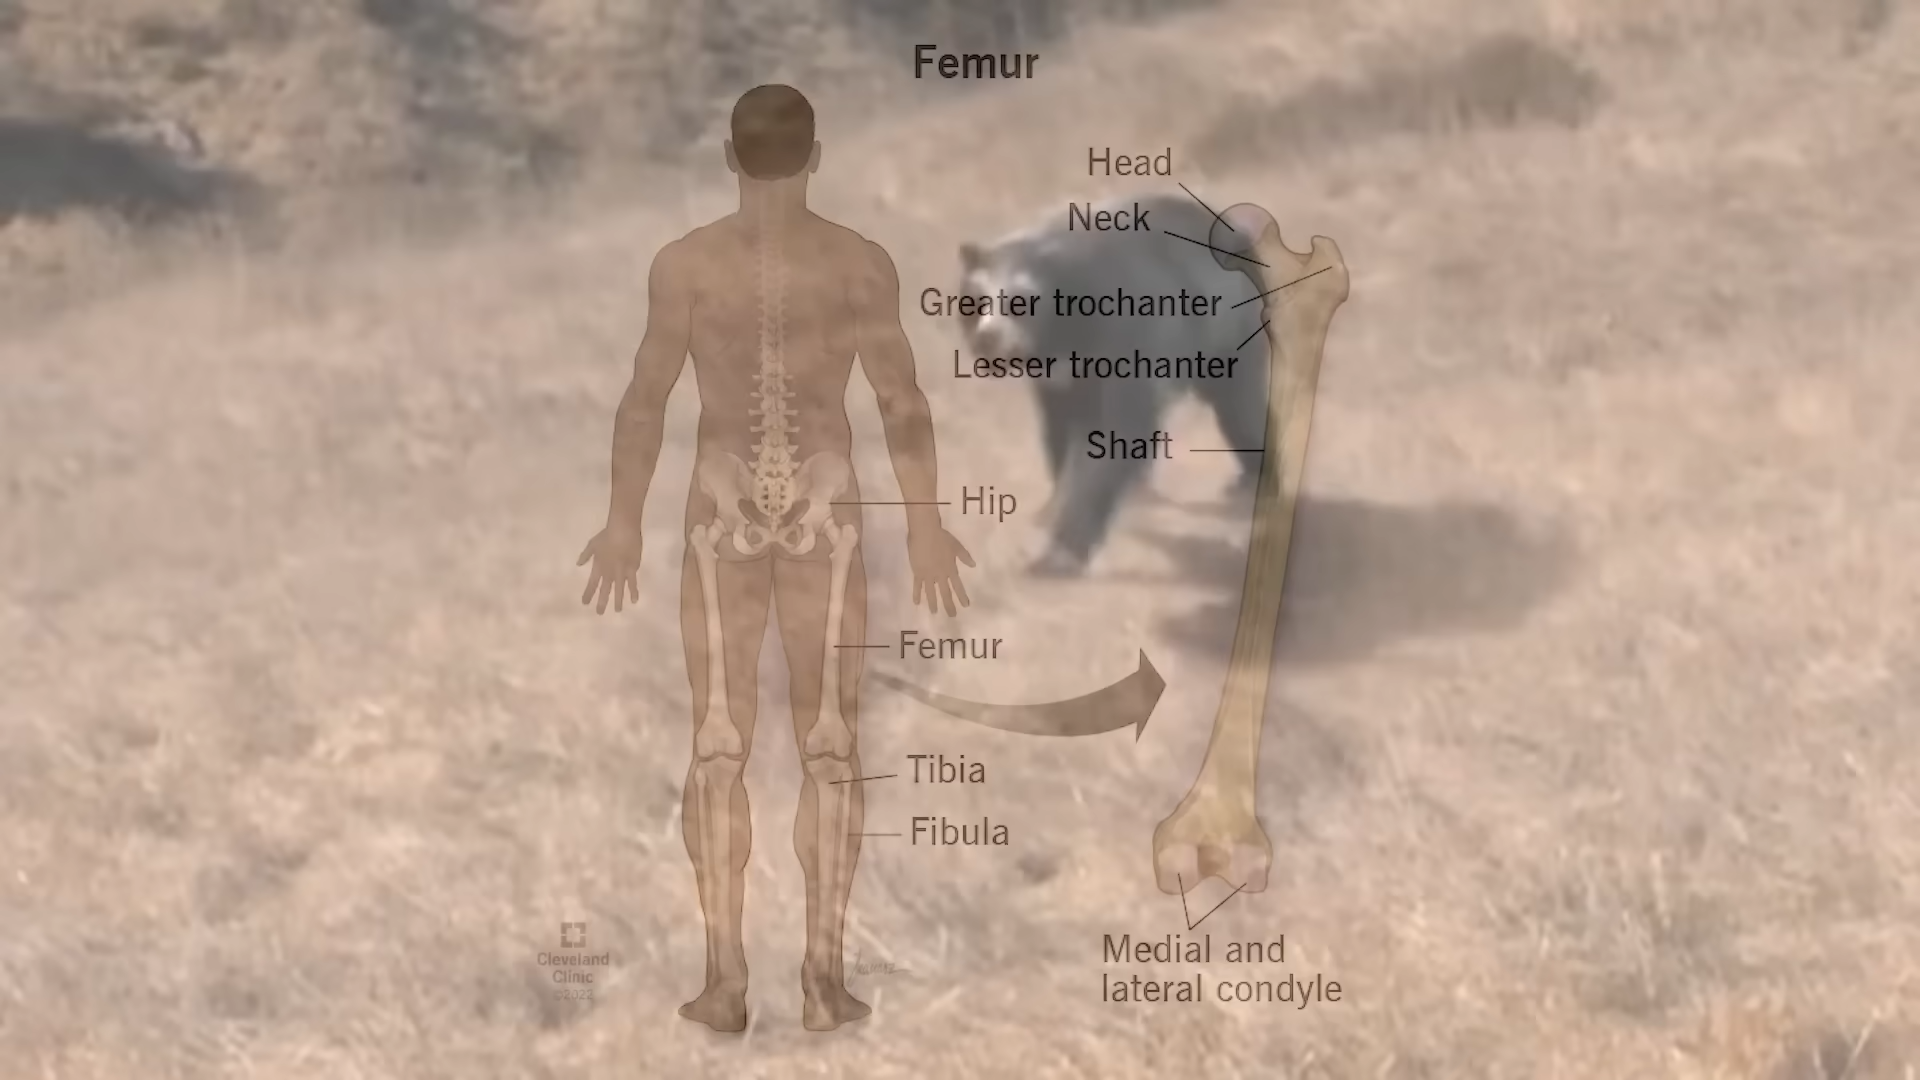 Femur
Head
Neck
Greater trochanter
Lesser trochanter
Shaft
Hip
Femur
Tibia
Fibula
Medial and
lateral condyle
Cleveland
Clinic
©2022